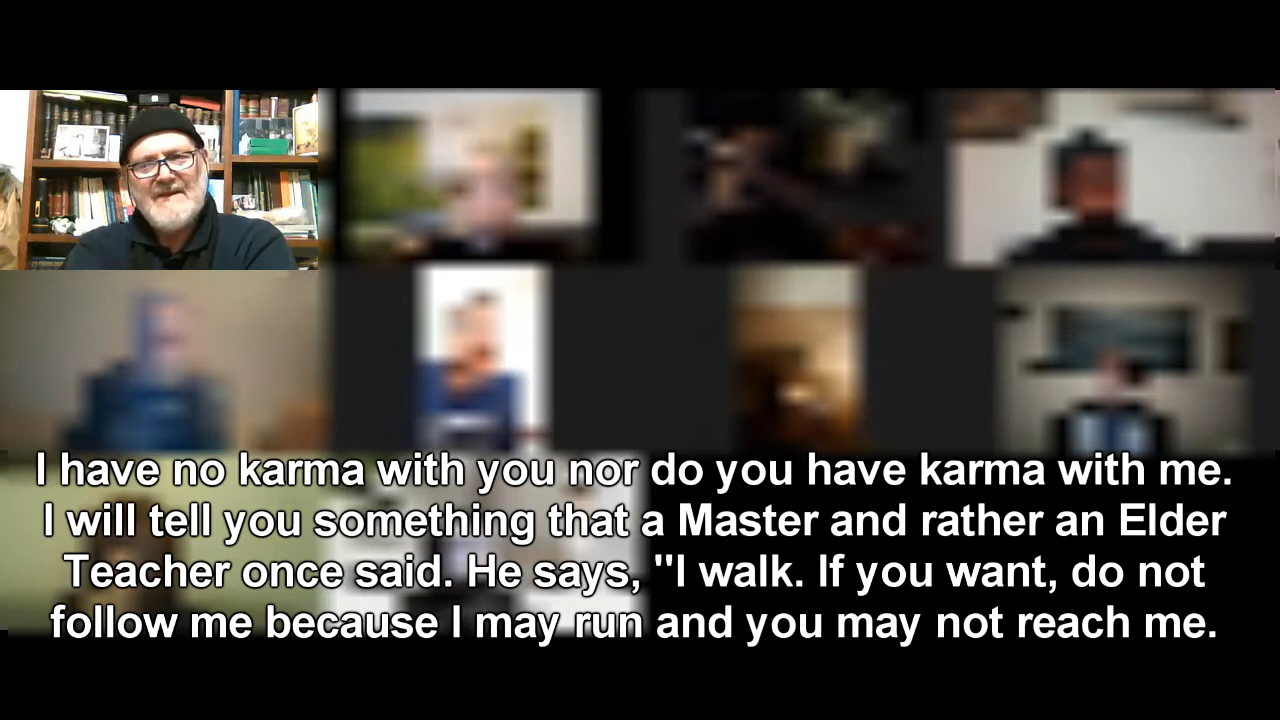 I have no karma with you nor do you have karma with me.
I will tell you something that a Master and rather an Elder
Teacher once said. He says, "I walk. If you want, do not
follow me because I may run and you may not reach me.